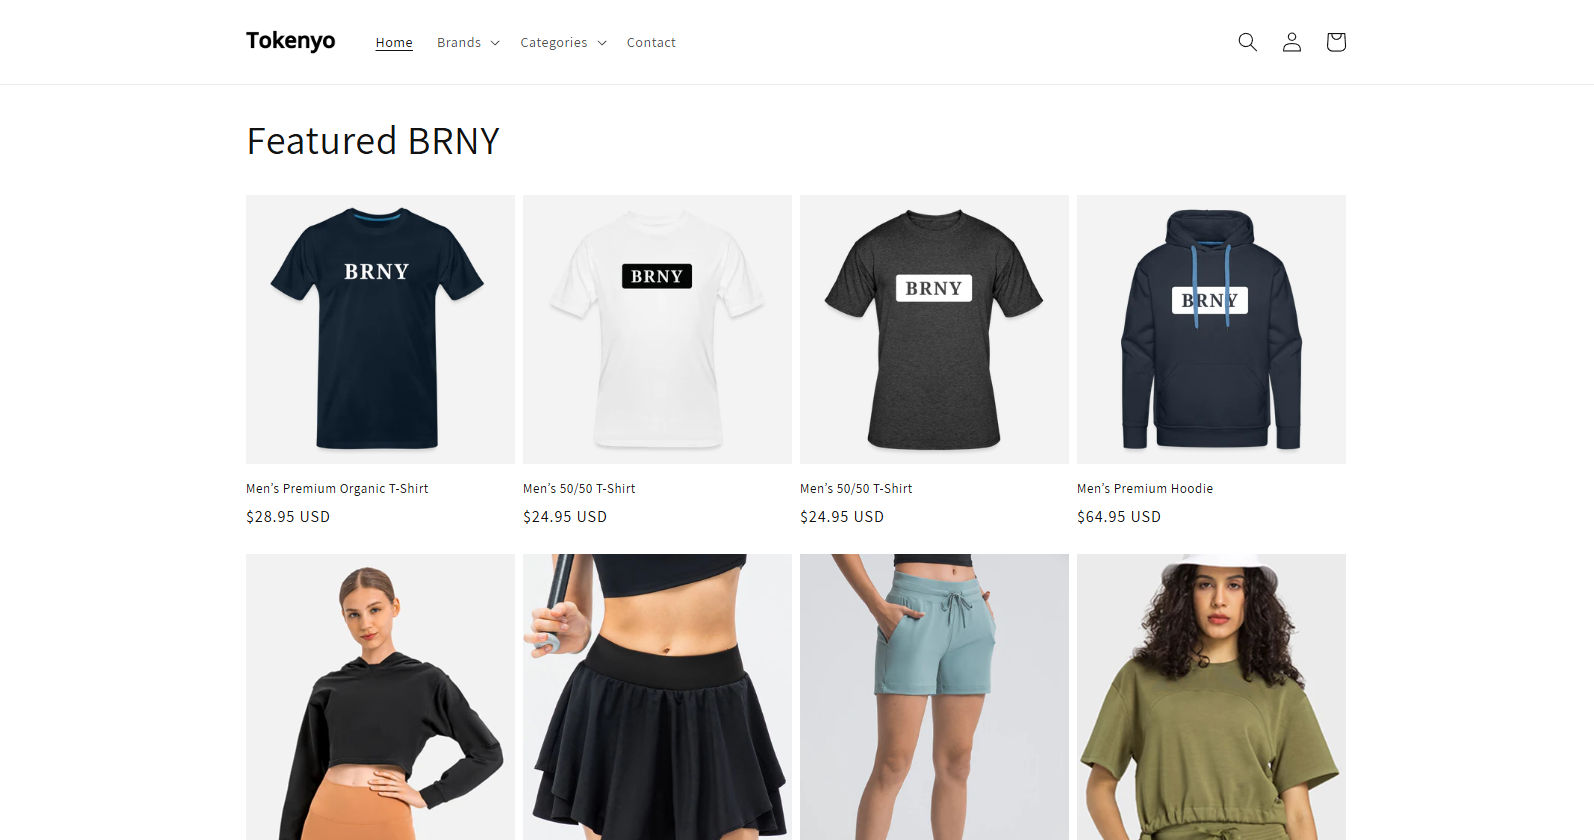 Tokenyo
Home Brands Categories Contact
Featured BRNY
BRNY
BRNY
BRNY
BRNY
Men’s Premium Organic T-Shirt
$28.95 USD
Men’s 50/50 T-Shirt
$24.95 USD
Men’s 50/50 T-Shirt
$24.95 USD
Men’s Premium Hoodie
$64.95 USD